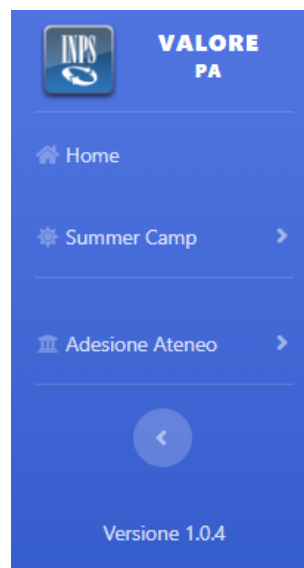 INPS
VALORE
PA
Home
Summer Camp
Adesione Ateneo
Versione 1.0.4